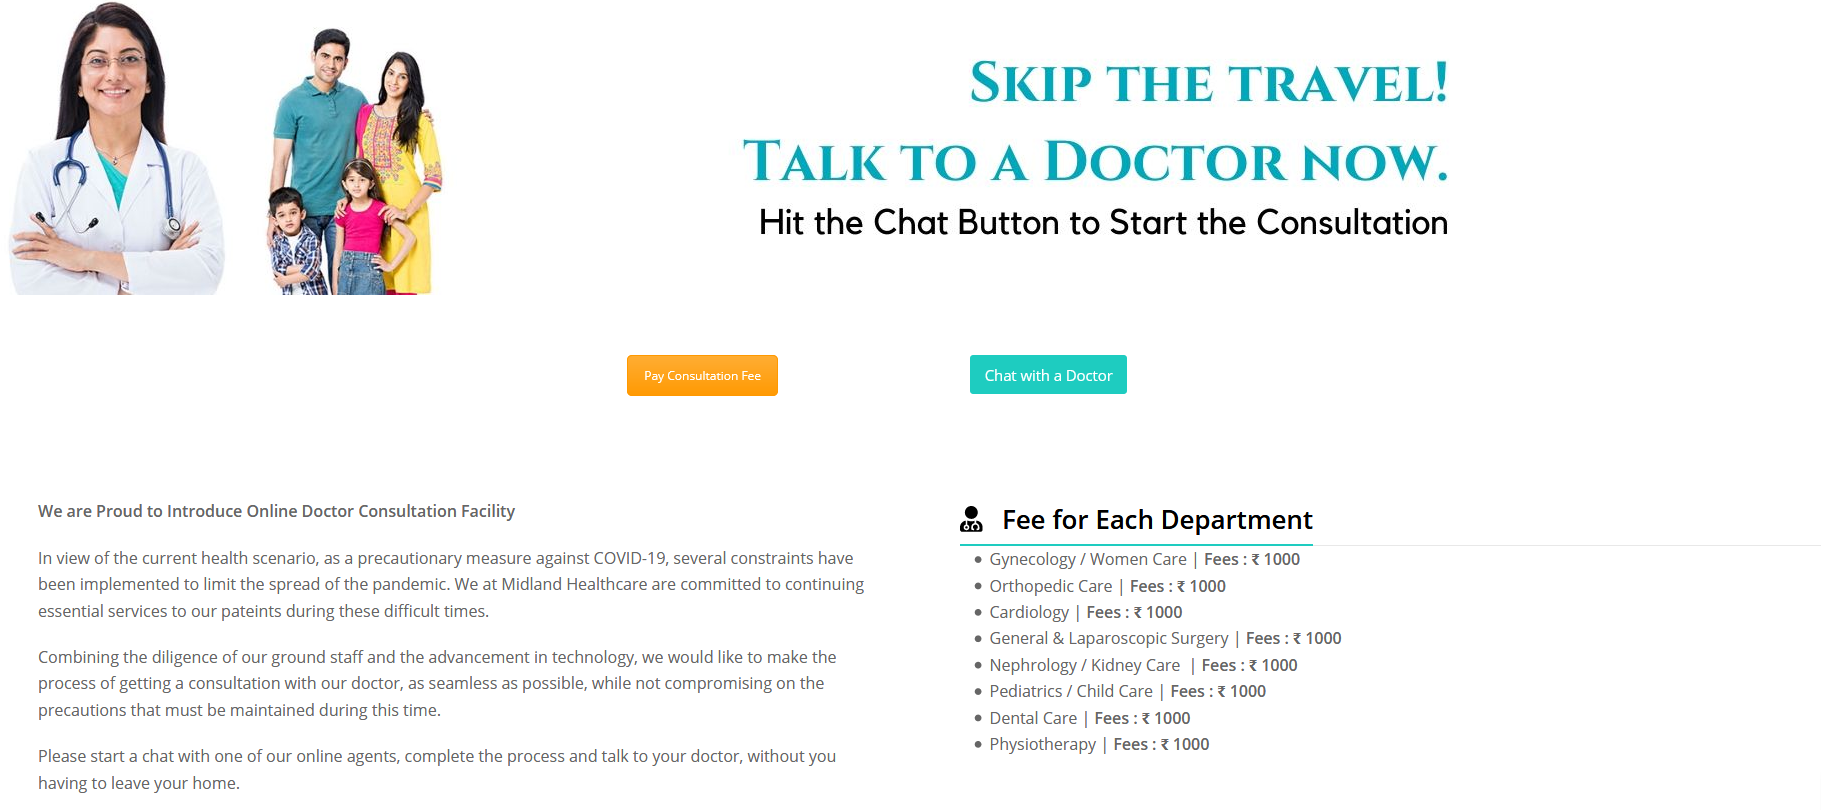 SKIP THE TRAVEL!
TALK TO A DOCTOR NOW.
Hit the Chat Button to Start the Consultation
Pay Consultation Fee
Chat with a Doctor
We are Proud to Introduce Online Doctor Consultation Facility
In view of the current health scenario, as a precautionary measure against COVID-19, several constraints have
been implemented to limit the spread of the pandemic. We at Midland Healthcare are committed to continuing
essential services to our pateints during these difficult times.
Combining the diligence of our ground staff and the advancement in technology, we would like to make the
process of getting a consultation with our doctor, as seamless as possible, while not compromising on the
precautions that must be maintained during this time.
Please start a chat with one of our online agents, complete the process and talk to your doctor, without you
having to leave your home.
Fee for Each Department
• Gynecology / Women Care | Fees : ₹ 1000
• Orthopedic Care | Fees : ₹ 1000
• Cardiology | Fees : ₹ 1000
• General & Laparoscopic Surgery | Fees : ₹ 1000
• Nephrology / Kidney Care | Fees : ₹ 1000
• Pediatrics / Child Care | Fees : ₹ 1000
• Dental Care | Fees : ₹ 1000
• Physiotherapy | Fees : ₹ 1000